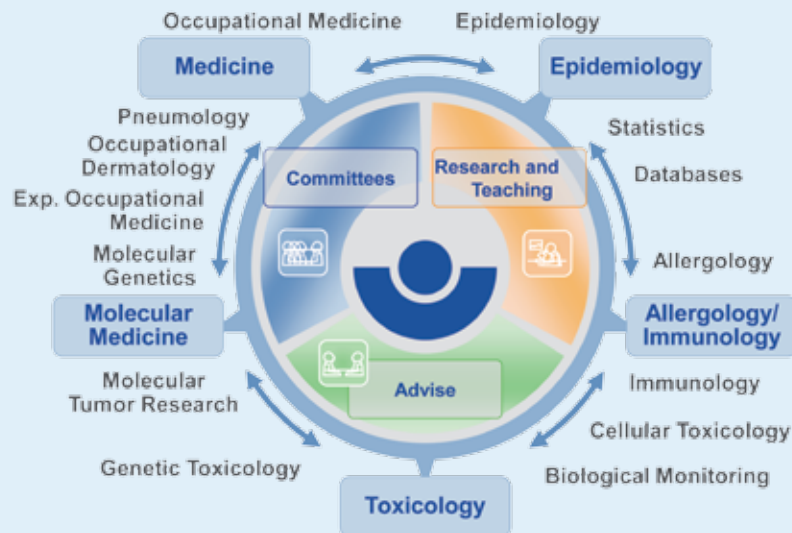 Occupational Medicine
Epidemiology
Medicine
Epidemiology
Pneumology
Occupational
Dermatology
Exp. Occupational
Medicine
Molecular
Genetics
Statistics
Databases
Allergology
Committees
Research and
Teaching
Molecular
Medicine
Allergology/
Immunology
Advise
Molecular
Tumor Research
Genetic Toxicology
Immunology
Cellular Toxicology
Biological Monitoring
Toxicology